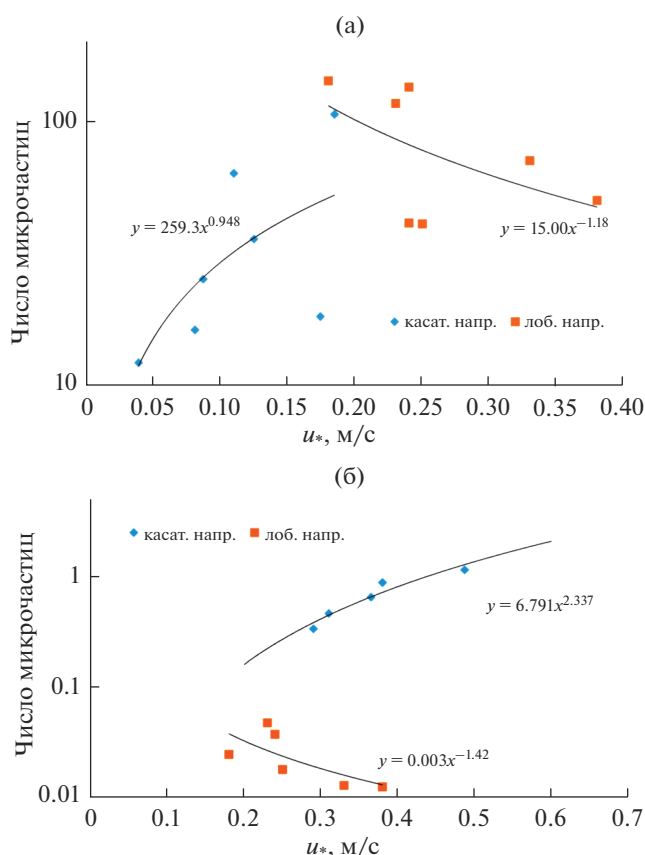 (а)
Число микрочастиц
100
10
y = 259.3x^0.948
y = 15.00x^−1.18
касат. напр. лоб. напр.
0 0.05 0.10 0.15 0.20 0.25 0.30 0.35 0.40
u*, м/с
(б)
Число микрочастиц
касат. напр. лоб. напр.
1
0.1
0.01
y = 6.791x^2.337
y = 0.003x^−1.42
0 0.1 0.2 0.3 0.4 0.5 0.6 0.7
u*, м/с